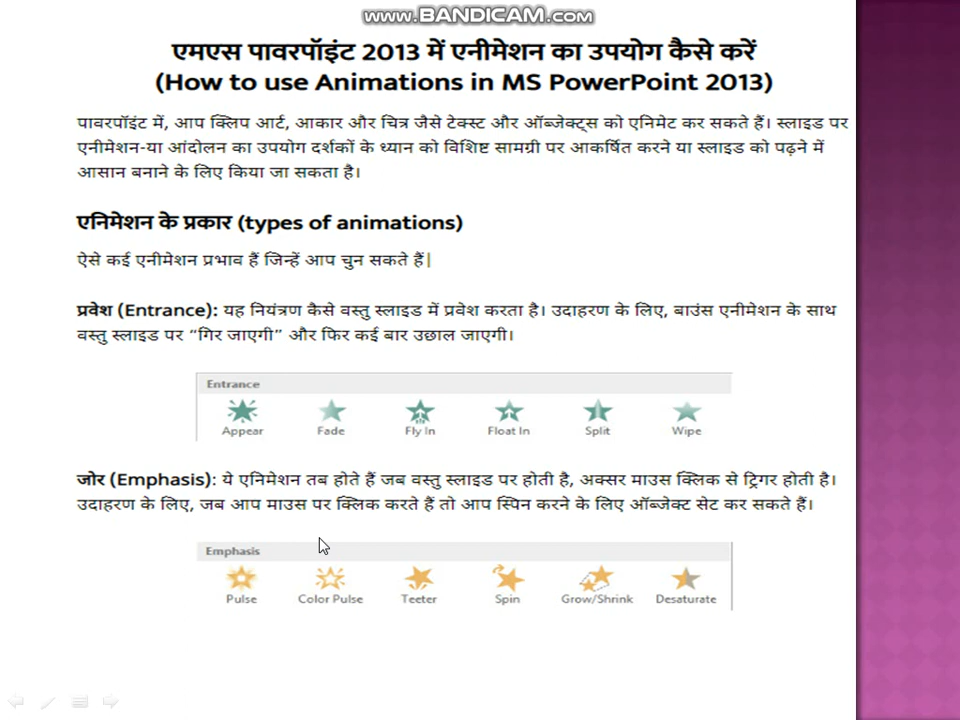 www.BANDICAM.com
एमएस पावरपॉइंट 2013 में एनीमेशन का उपयोग कैसे करें
(How to use Animations in MS PowerPoint 2013)
पावरपॉइंट में, आप क्लिप आर्ट, आकार और चित्र जैसे टेक्स्ट और ऑब्जेक्ट्स को एनिमेट कर सकते हैं। स्लाइड पर
एनीमेशन-या आंदोलन का उपयोग दर्शकों के ध्यान को विशिष्ट सामग्री पर आकर्षित करने या स्लाइड को पढ़ने में
आसान बनाने के लिए किया जा सकता है।
एनिमेशन के प्रकार (types of animations)
ऐसे कई एनीमेशन प्रभाव हैं जिन्हें आप चुन सकते हैं|
प्रवेश (Entrance): यह नियंत्रण कैसे वस्तु स्लाइड में प्रवेश करता है। उदाहरण के लिए, बाउंस एनीमेशन के साथ
वस्तु स्लाइड पर “गिर जाएगी” और फिर कई बार उछाल जाएगी।
Entrance
Appear Fade Fly In Float In Split Wipe
जोर (Emphasis): ये एनिमेशन तब होते हैं जब वस्तु स्लाइड पर होती है, अक्सर माउस क्लिक से ट्रिगर होती है।
उदाहरण के लिए, जब आप माउस पर क्लिक करते हैं तो आप स्पिन करने के लिए ऑब्जेक्ट सेट कर सकते हैं।
Emphasis
Pulse Color Pulse Teeter Spin Grow/Shrink Desaturate